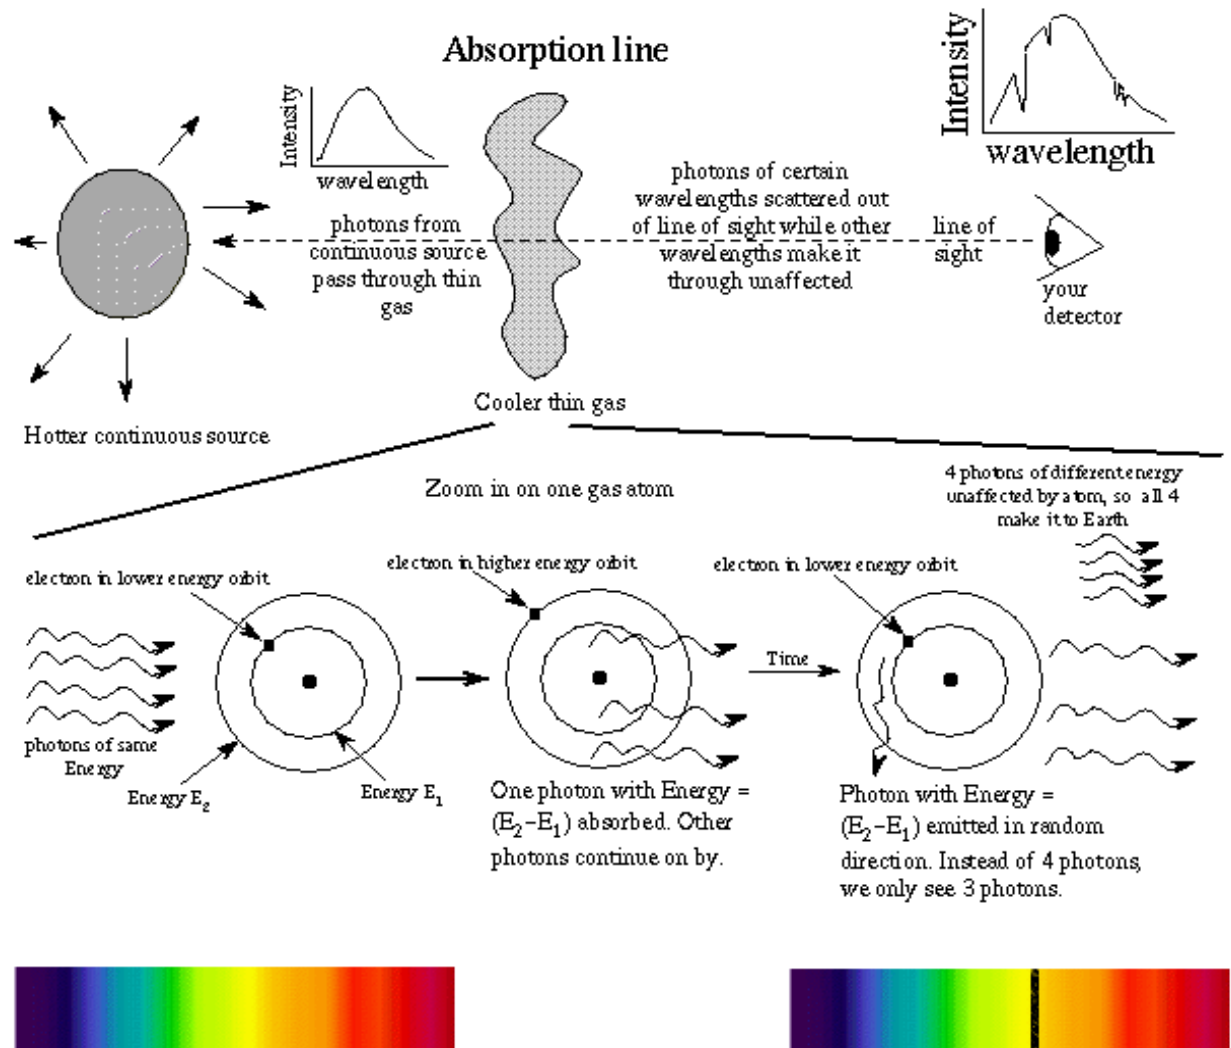 Absorption line
Intensity
wavelength
Intensity
wavelength
photons from
continuous source
pass through thin
gas
photons of certain
wavelengths scattered out
of line of sight while other
wavelengths make it
through unaffected
line of
sight
your
detector
Cooler thin gas
Hotter continuous source
Zoom in on one gas atom
4 photons of different energy
unaffected by atom, so all 4
make it to Earth
electron in lower energy orbit
electron in higher energy orbit
electron in lower energy orbit
Time
photons of same
Energy
Energy E₂
Energy E₁
One photon with Energy =
(E₂−E₁) absorbed. Other
photons continue on by.
Photon with Energy =
(E₂−E₁) emitted in random
direction. Instead of 4 photons,
we only see 3 photons.